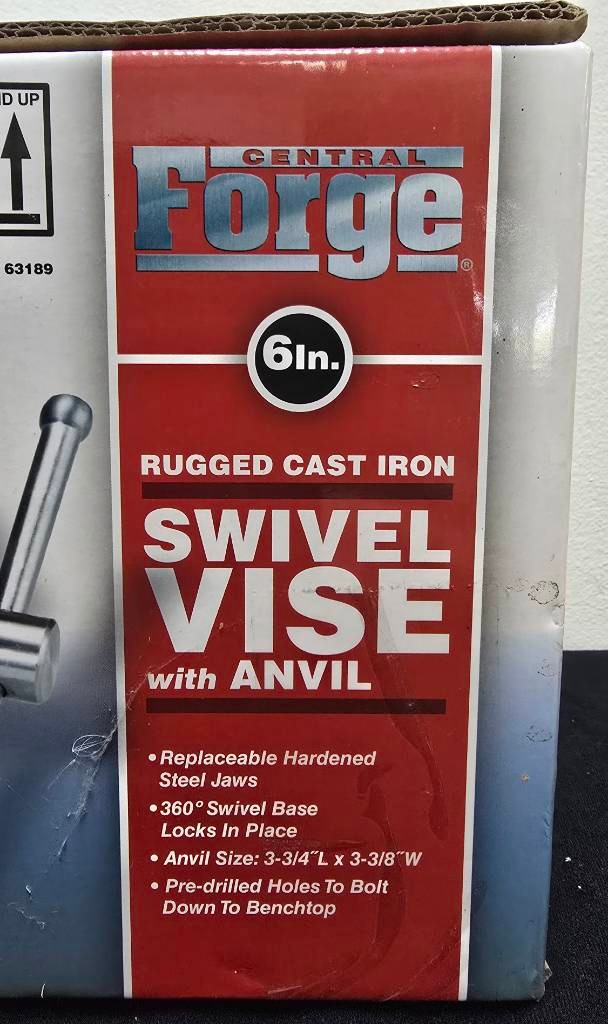 UP
63189
CENTRAL
Forge®
6In.
RUGGED CAST IRON
SWIVEL
VISE
with ANVIL
• Replaceable Hardened
Steel Jaws
• 360° Swivel Base
Locks In Place
• Anvil Size: 3-3/4˝L x 3-3/8˝W
• Pre-drilled Holes To Bolt
Down To Benchtop